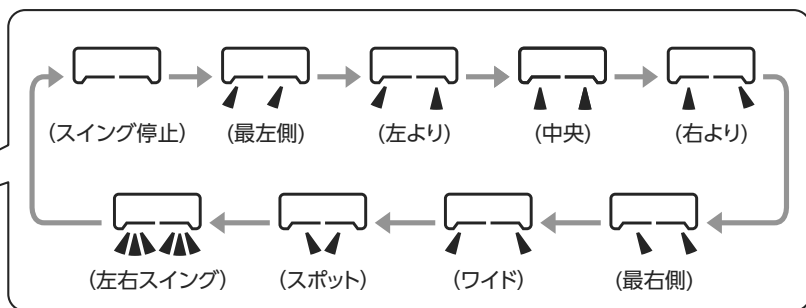 (スイング停止) (最左側) (左より) (中央) (右より)
(左右スイング) (スポット) (ワイド) (最右側)